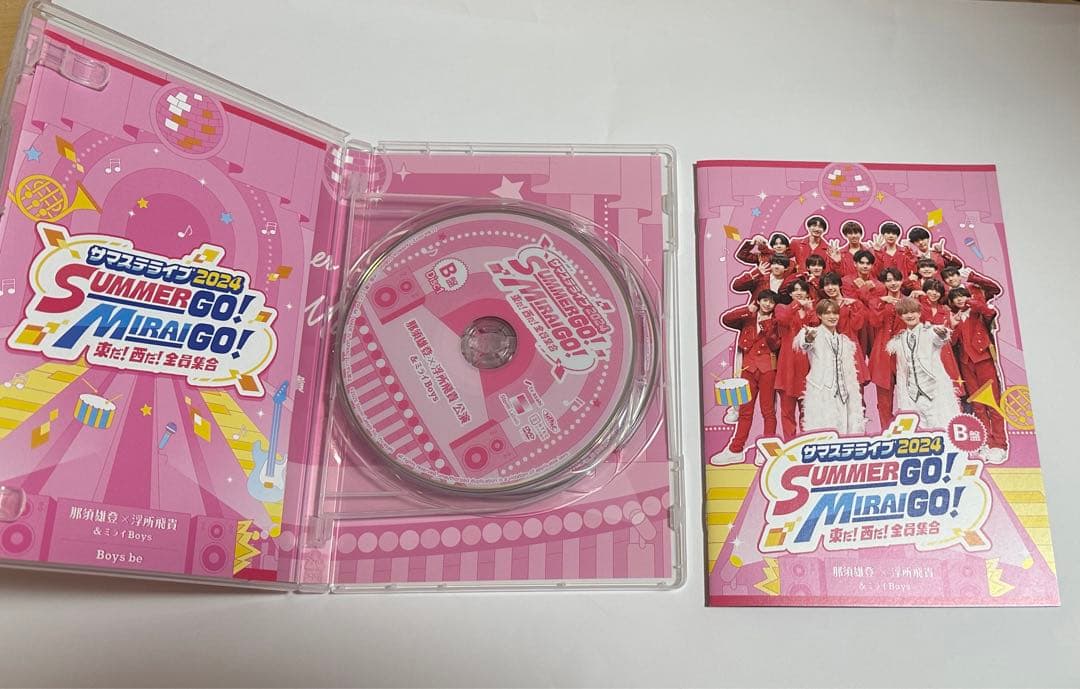 サマステライブ2024
SUMMER GO!
MIRAI GO!
東だ!西だ!全員集合
那須雄登×浮所飛貴
&ミライBoys
Boys be
B盤
Disc1
サマステライブ2024
SUMMER GO!
MIRAI GO!
東だ!西だ!全員集合
那須雄登×浮所飛貴 公演
&ミライBoys
DVD
B盤
サマステライブ2024
SUMMER GO!
MIRAI GO!
東だ!西だ!全員集合
那須雄登×浮所飛貴
&ミライBoys